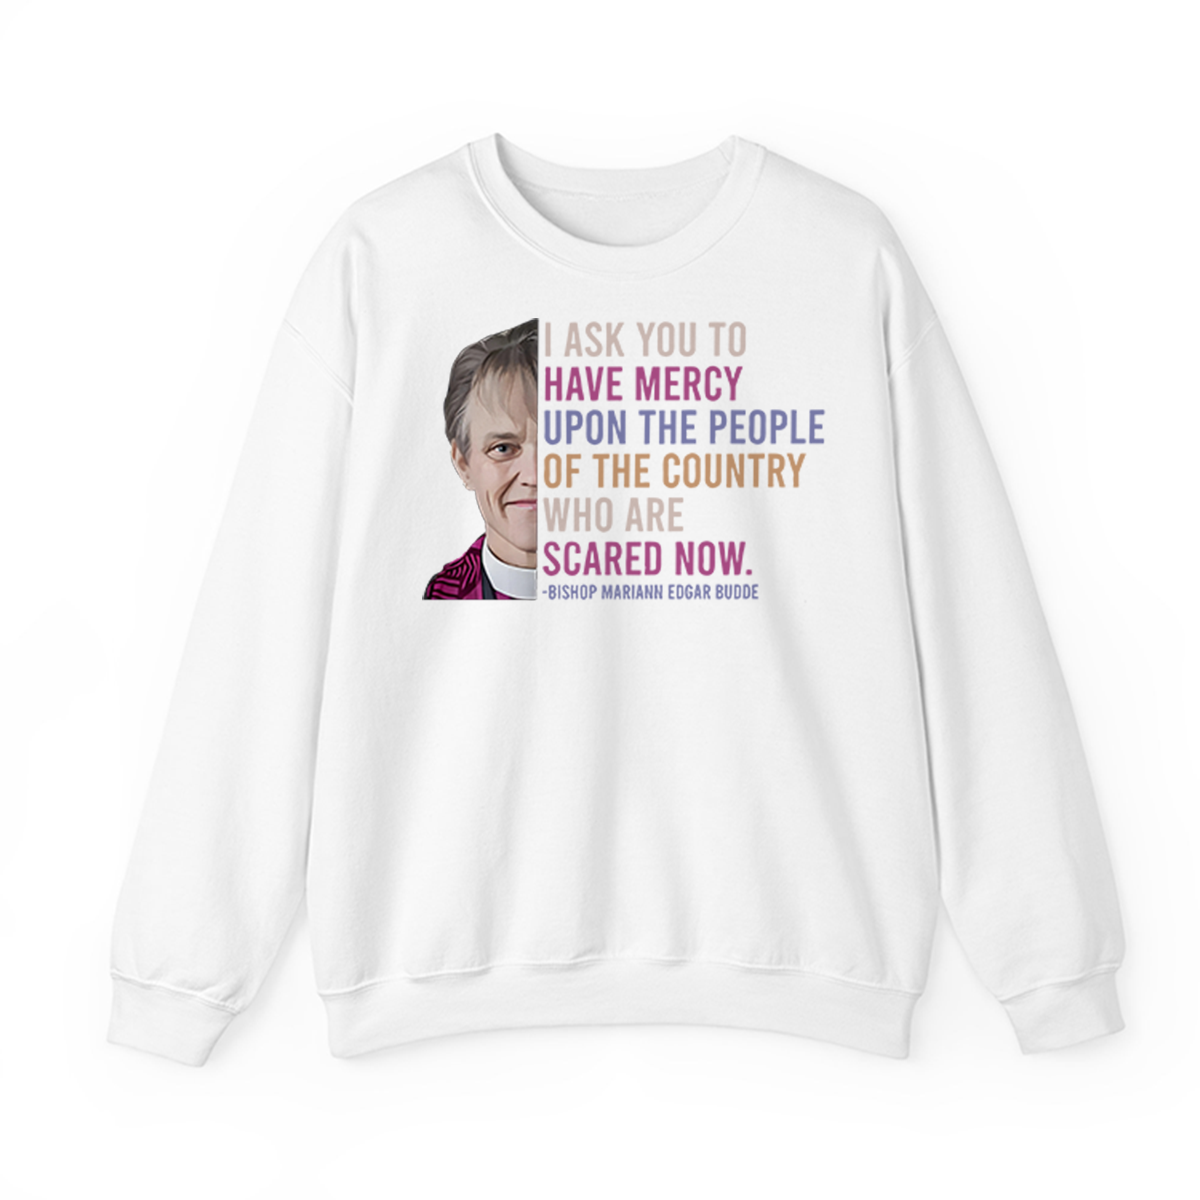 I ASK YOU TO
HAVE MERCY
UPON THE PEOPLE
OF THE COUNTRY
WHO ARE
SCARED NOW.
-BISHOP MARIANN EDGAR BUDDE